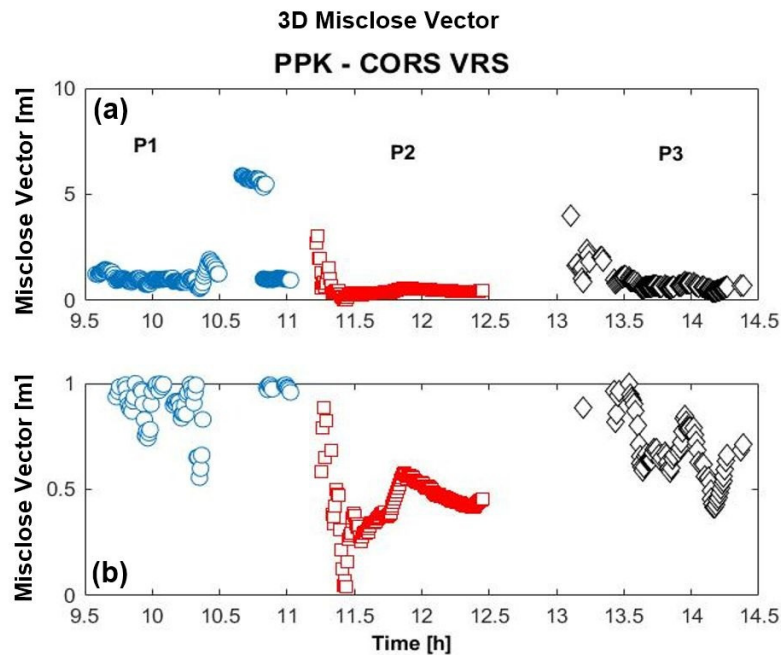 3D Misclose Vector
PPK - CORS VRS
Misclose Vector [m]
10
5
0
(a)
P1
P2
P3
9.5 10 10.5 11 11.5 12 12.5 13 13.5 14 14.5
Misclose Vector [m]
1
0.5
0
(b)
9.5 10 10.5 11 11.5 12 12.5 13 13.5 14 14.5
Time [h]